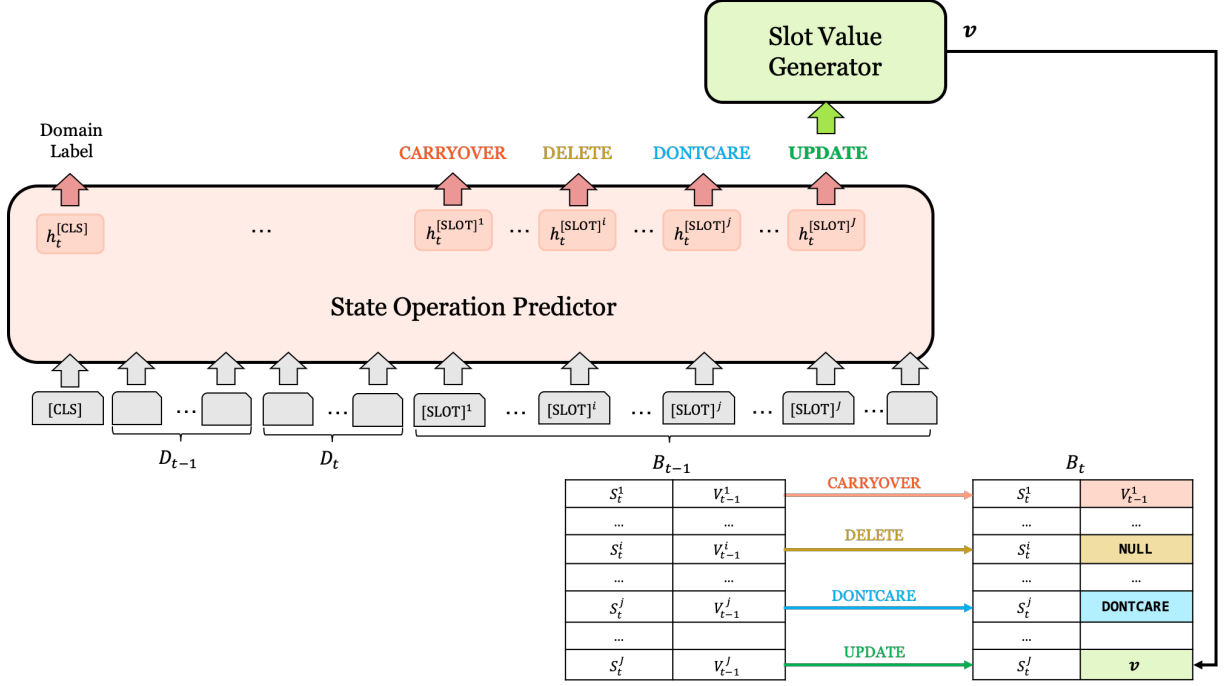 Slot Value
Generator
v
Domain
Label
CARRYOVER DELETE DONTCARE UPDATE
h_t^{[CLS]} ... h_t^{[SLOT]^1} ... h_t^{[SLOT]^i} ... h_t^{[SLOT]^j} ... h_t^{[SLOT]^J}
State Operation Predictor
[CLS] ... ... [SLOT]^1 ... [SLOT]^i ... [SLOT]^j ... [SLOT]^J ...
D_{t-1} D_t B_{t-1} B_t
S_t^1 V_{t-1}^1 CARRYOVER S_t^1 V_{t-1}^1
... ... ... ...
S_t^i V_{t-1}^i DELETE S_t^i NULL
... ... ... ...
S_t^j V_{t-1}^j DONTCARE S_t^j DONTCARE
... ...
S_t^J V_{t-1}^J UPDATE S_t^J v